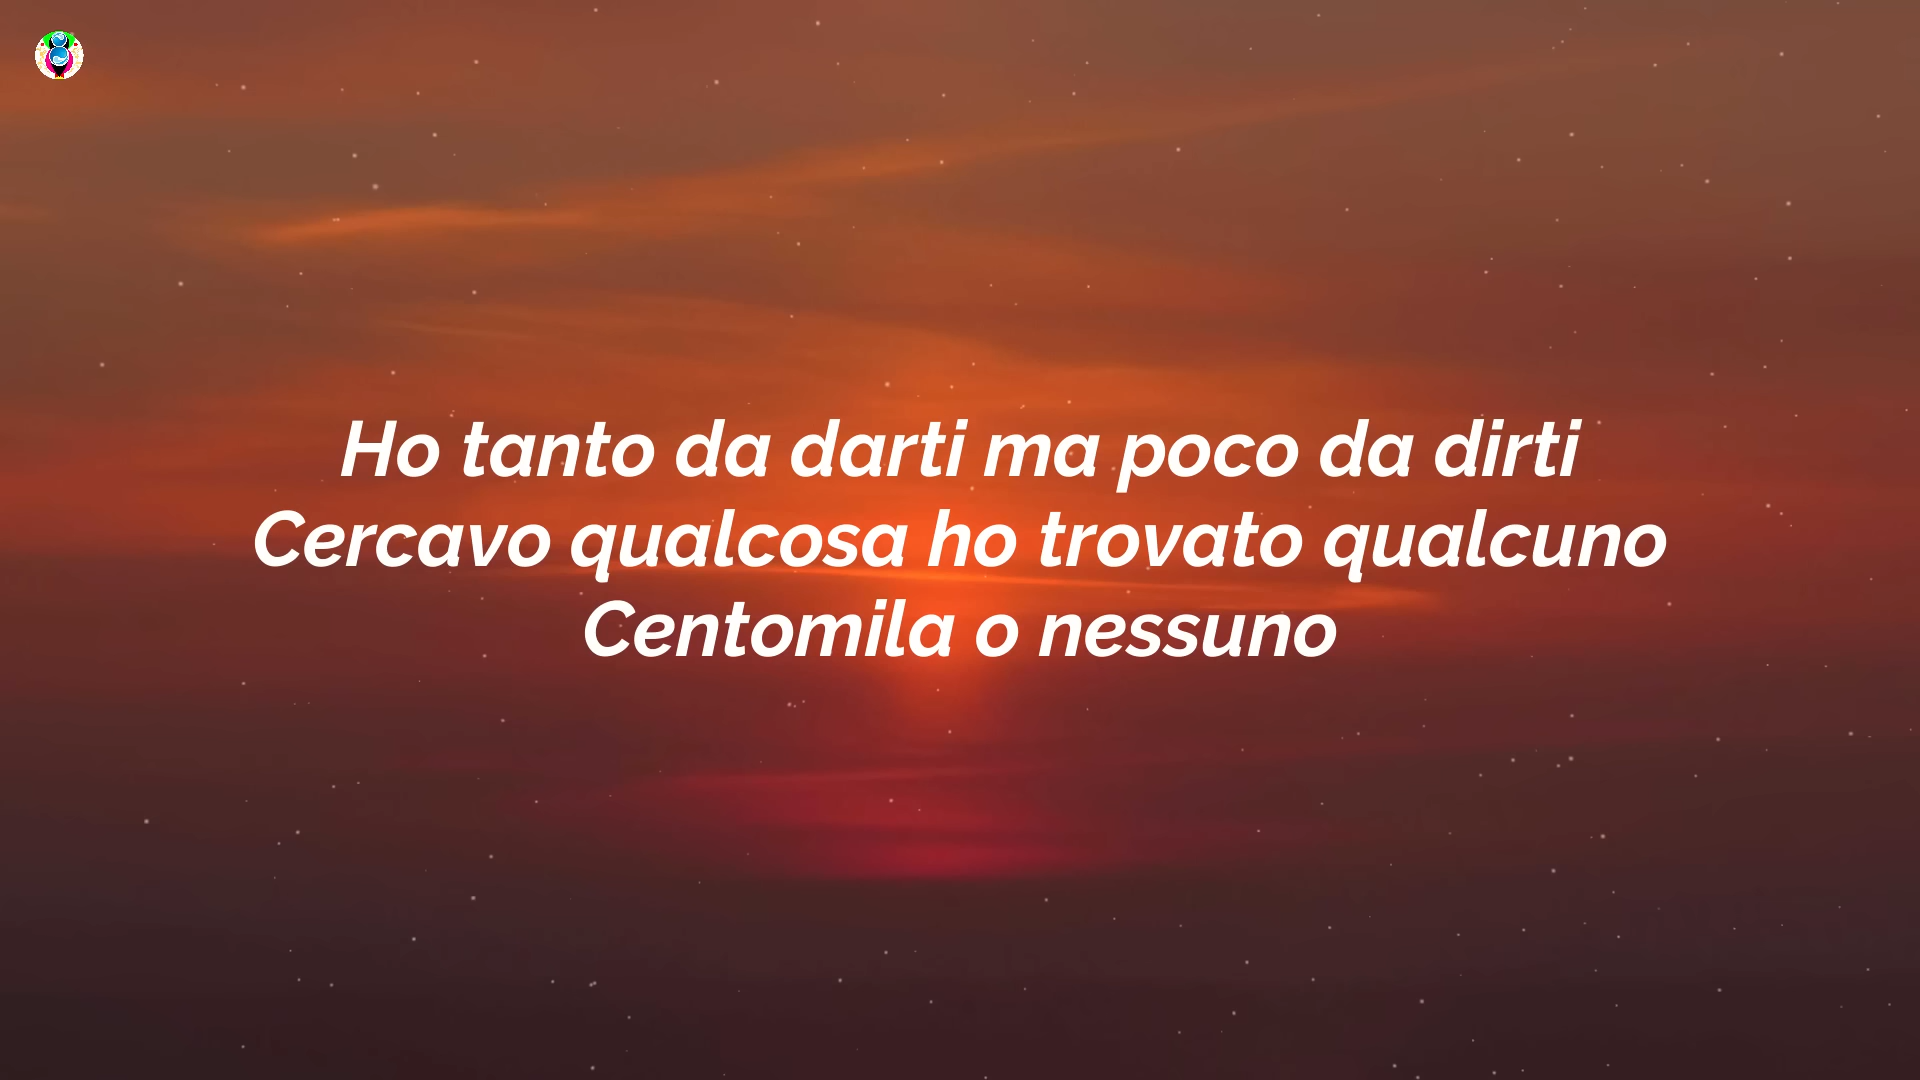 Ho tanto da darti ma poco da dirti
Cercavo qualcosa ho trovato qualcuno
Centomila o nessuno